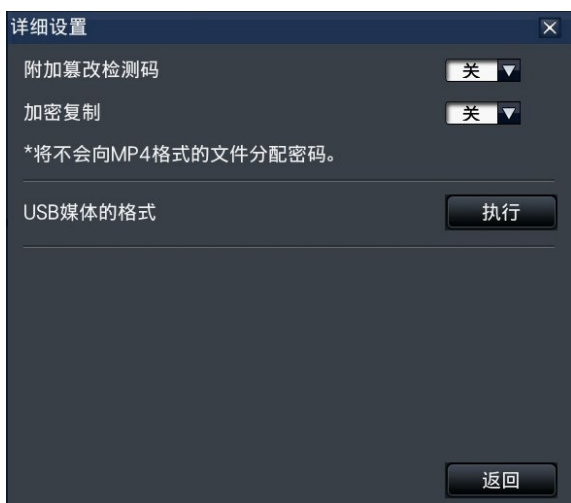 详细设置
附加篡改检测码 关
加密复制 关
*将不会向MP4格式的文件分配密码。
USB媒体的格式 执行
返回